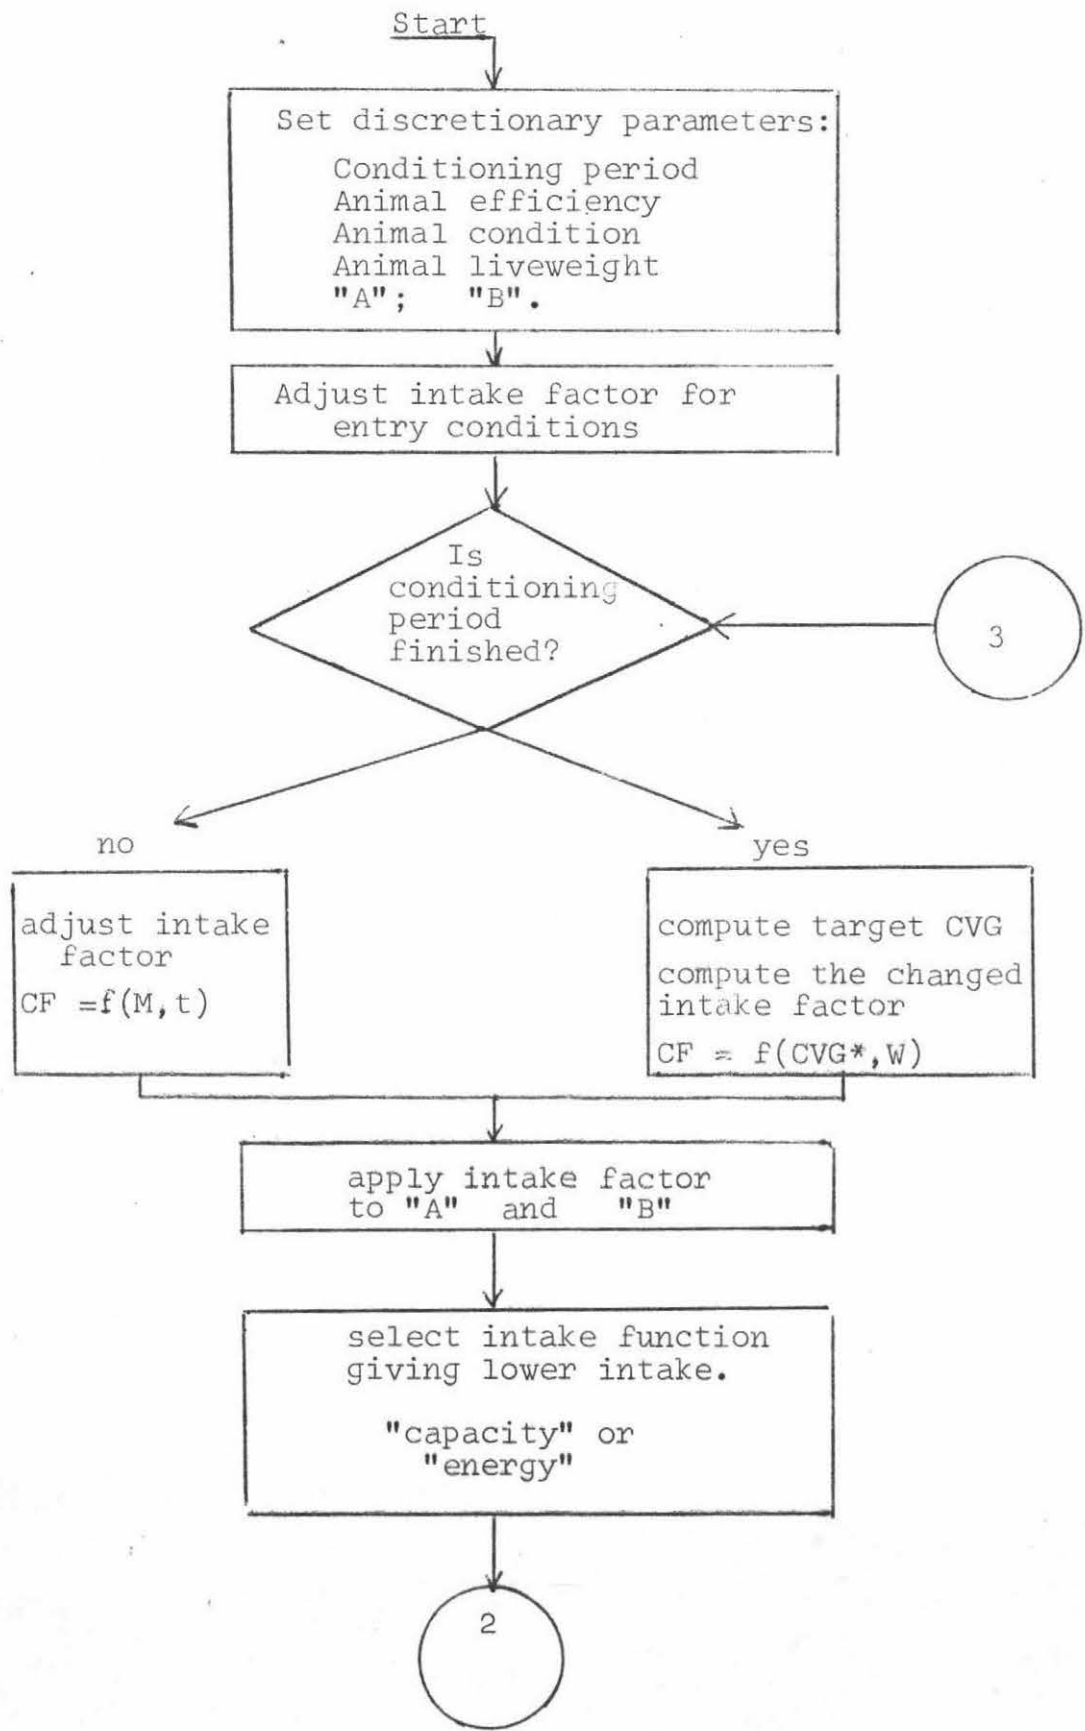 Start
Set discretionary parameters:
Conditioning period
Animal efficiency
Animal condition
Animal liveweight
"A";   "B".
Adjust intake factor for
entry conditions
Is
conditioning
period
finished?
3
no
yes
adjust intake
factor
CF =f(M,t)
compute target CVG
compute the changed
intake factor
CF = f(CVG*,W)
apply intake factor
to "A"  and   "B"
select intake function
giving lower intake.
"capacity" or
"energy"
2